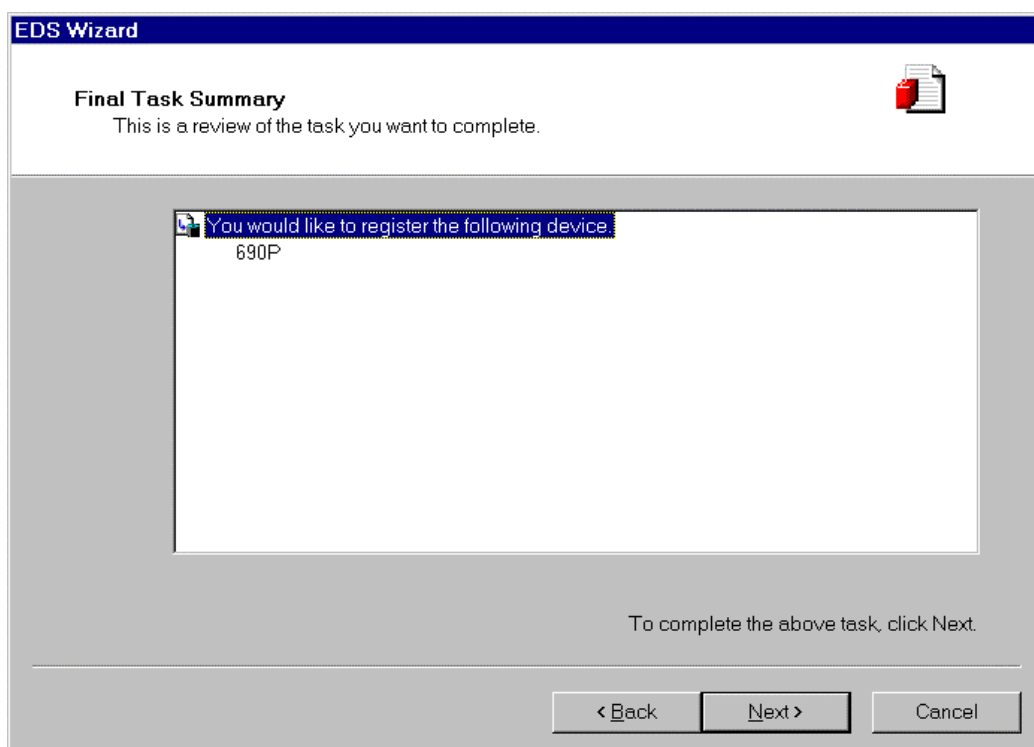 EDS Wizard
Final Task Summary
This is a review of the task you want to complete.
You would like to register the following device.
690P
To complete the above task, click Next.
< Back
Next >
Cancel